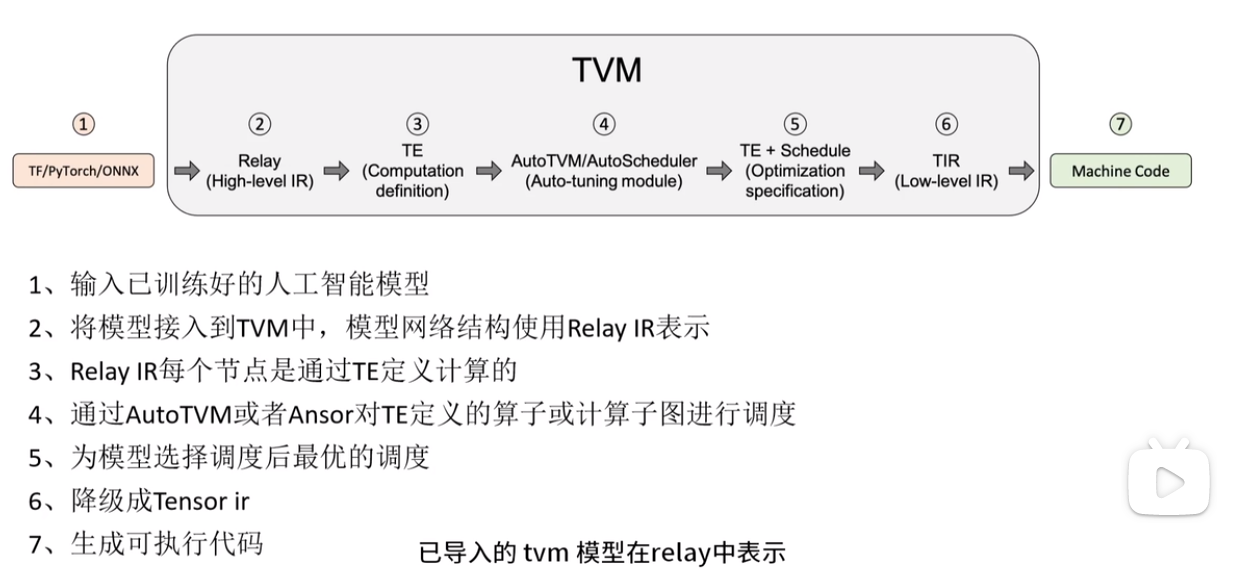 TVM
① ② ③ ④ ⑤ ⑥ ⑦
TF/PyTorch/ONNX
Relay
(High-level IR)
TE
(Computation
definition)
AutoTVM/AutoScheduler
(Auto-tuning module)
TE + Schedule
(Optimization
specification)
TIR
(Low-level IR)
Machine Code
1、输入已训练好的人工智能模型
2、将模型接入到TVM中，模型网络结构使用Relay IR表示
3、Relay IR每个节点是通过TE定义计算的
4、通过AutoTVM或者Ansor对TE定义的算子或计算子图进行调度
5、为模型选择调度后最优的调度
6、降级成Tensor ir
7、生成可执行代码
已导入的 tvm 模型在relay中表示